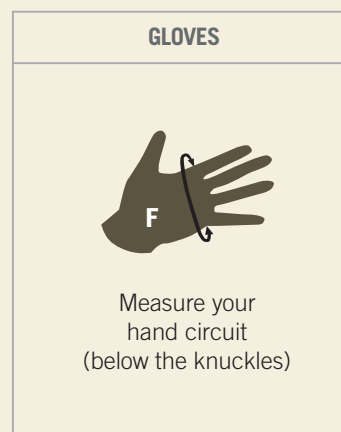 GLOVES
F
Measure your
hand circuit
(below the knuckles)